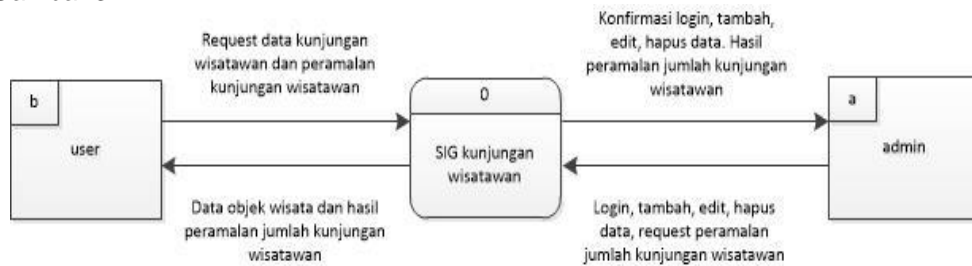 Request data kunjungan
wisatawan dan peramalan
kunjungan wisatawan
Konfirmasi login, tambah,
edit, hapus data. Hasil
peramalan jumlah kunjungan
wisatawan
b
user
0
SIG kunjungan
wisatawan
a
admin
Data objek wisata dan hasil
peramalan jumlah kunjungan
wisatawan
Login, tambah, edit, hapus
data, request peramalan
jumlah kunjungan wisatawan